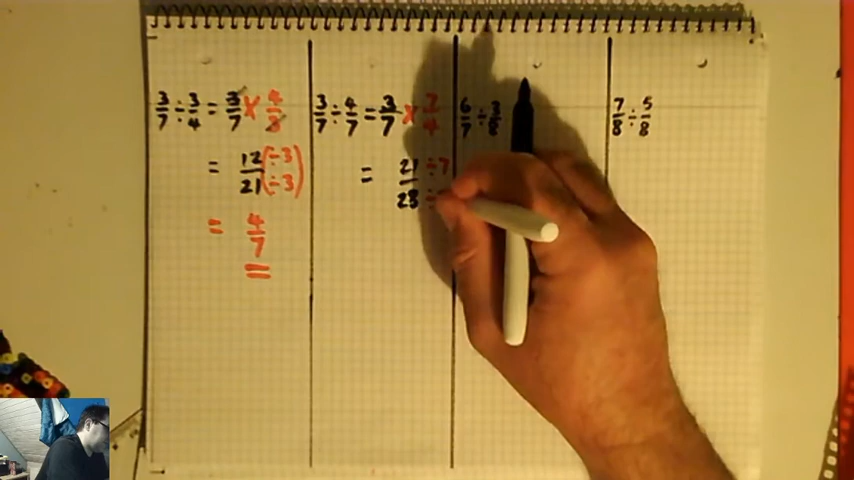 3/7 ÷ 3/4 = 3/7 × 4/3
= 12/21 (÷3)/(÷3)
= 4/7
3/7 ÷ 4/7 = 3/7 × 7/4
= 21/28 ÷7/÷
6/7 ÷ 3/8
7/8 ÷ 5/8